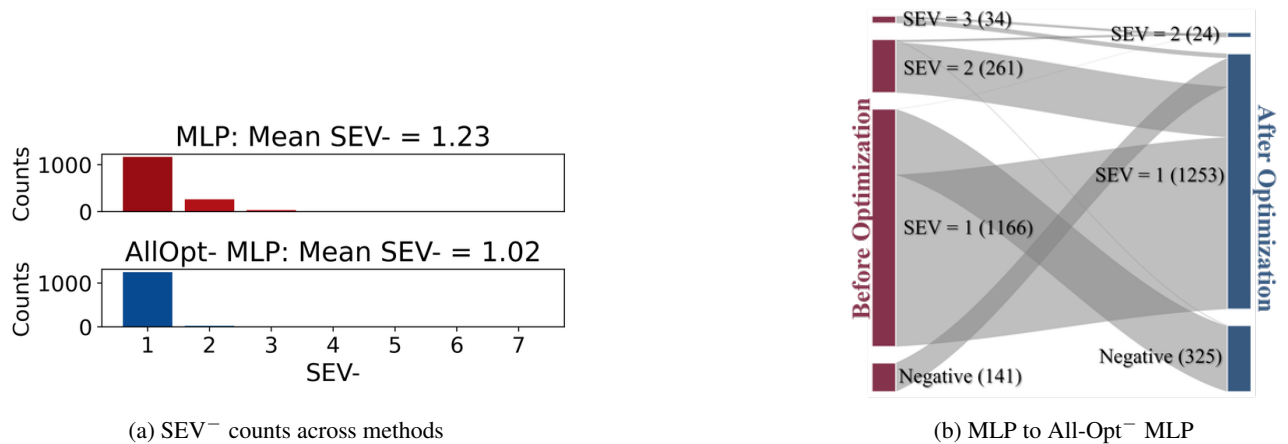 MLP: Mean SEV- = 1.23
Counts
1000
0
AllOpt- MLP: Mean SEV- = 1.02
Counts
1000
0
1 2 3 4 5 6 7
SEV-
(a) SEV⁻ counts across methods
Before Optimization
SEV = 3 (34)
SEV = 2 (261)
SEV = 1 (1166)
Negative (141)
SEV = 2 (24)
SEV = 1 (1253)
Negative (325)
After Optimization
(b) MLP to All-Opt⁻ MLP